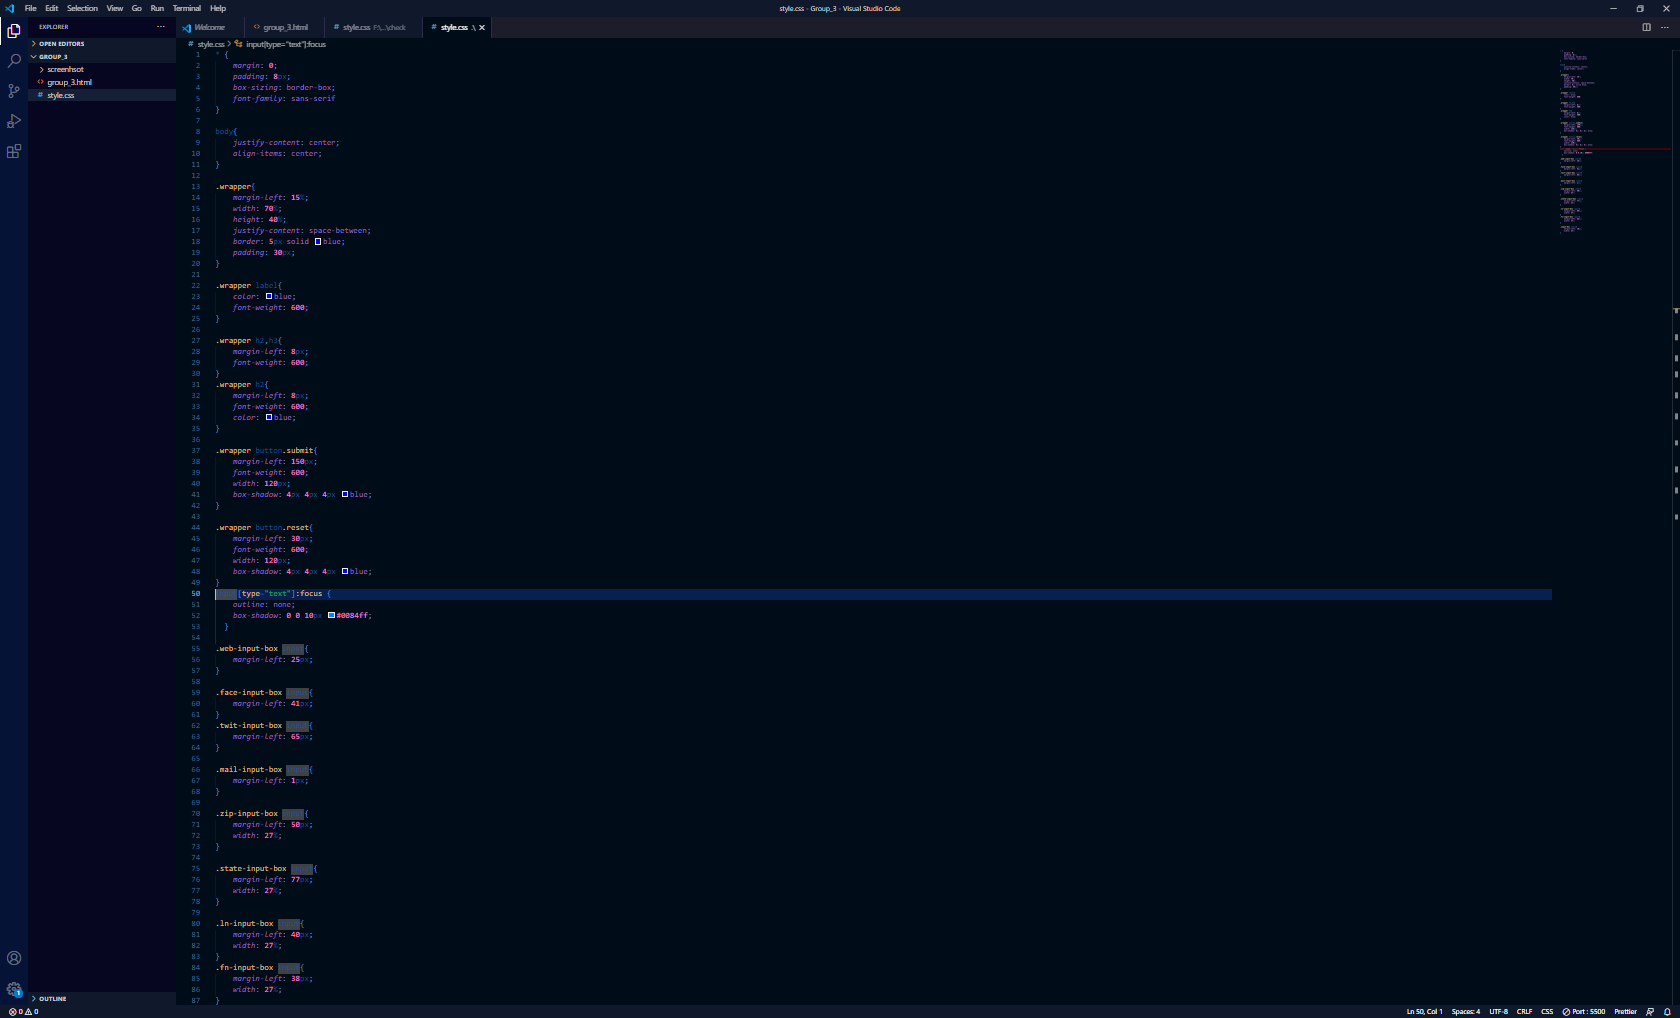 File Edit Selection View Go Run Terminal Help
style.css - Group_3 - Visual Studio Code
EXPLORER
OPEN EDITORS
GROUP_3
screenhsot
group_3.html
style.css
OUTLINE
Welcome
group_3.html
style.css F:\...\check
style.css .\
style.css > input[type="text"]:focus
1 * {
2 margin: 0;
3 padding: 8px;
4 box-sizing: border-box;
5 font-family: sans-serif
6 }
7
8 body{
9 justify-content: center;
10 align-items: center;
11 }
12
13 .wrapper{
14 margin-left: 15%;
15 width: 70%;
16 height: 40%;
17 justify-content: space-between;
18 border: 5px solid blue;
19 padding: 30px;
20 }
21
22 .wrapper label{
23 color: blue;
24 font-weight: 600;
25 }
26
27 .wrapper h2,h3{
28 margin-left: 8px;
29 font-weight: 600;
30 }
31 .wrapper h2{
32 margin-left: 8px;
33 font-weight: 600;
34 color: blue;
35 }
36
37 .wrapper button.submit{
38 margin-left: 150px;
39 font-weight: 600;
40 width: 120px;
41 box-shadow: 4px 4px 4px blue;
42 }
43
44 .wrapper button.reset{
45 margin-left: 30px;
46 font-weight: 600;
47 width: 120px;
48 box-shadow: 4px 4px 4px blue;
49 }
50 input[type="text"]:focus {
51 outline: none;
52 box-shadow: 0 0 10px #0084ff;
53 }
54
55 .web-input-box input{
56 margin-left: 25px;
57 }
58
59 .face-input-box input{
60 margin-left: 41px;
61 }
62 .twit-input-box input{
63 margin-left: 65px;
64 }
65
66 .mail-input-box input{
67 margin-left: 1px;
68 }
69
70 .zip-input-box input{
71 margin-left: 50px;
72 width: 27%;
73 }
74
75 .state-input-box input{
76 margin-left: 77px;
77 width: 27%;
78 }
79
80 .ln-input-box input{
81 margin-left: 40px;
82 width: 27%;
83 }
84 .fn-input-box input{
85 margin-left: 38px;
86 width: 27%;
87 }
0 0
Ln 50, Col 1 Spaces: 4 UTF-8 CRLF CSS Port : 5500 Prettier